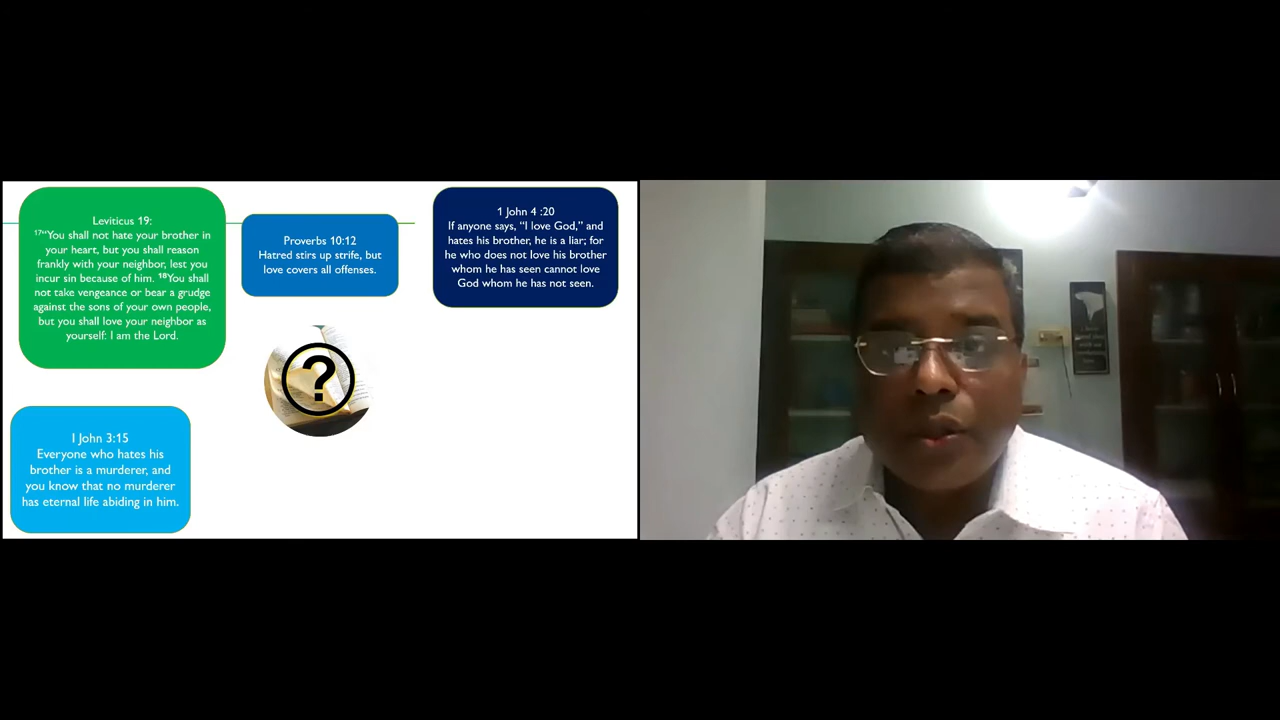 Leviticus 19:
17“You shall not hate your brother in
your heart, but you shall reason
frankly with your neighbor, lest you
incur sin because of him. 18You shall
not take vengeance or bear a grudge
against the sons of your own people,
but you shall love your neighbor as
yourself: I am the Lord.
Proverbs 10:12
Hatred stirs up strife, but
love covers all offenses.
1 John 4 :20
If anyone says, “I love God,” and
hates his brother, he is a liar; for
he who does not love his brother
whom he has seen cannot love
God whom he has not seen.
?
1 John 3:15
Everyone who hates his
brother is a murderer, and
you know that no murderer
has eternal life abiding in him.